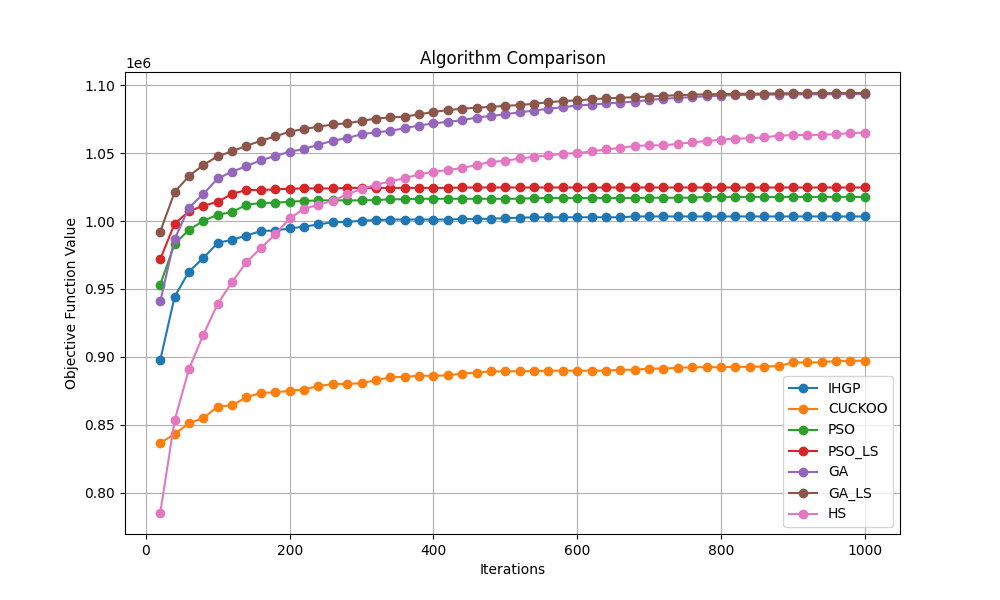 Algorithm Comparison
1e6
1.10
1.05
1.00
0.95
0.90
0.85
0.80
Objective Function Value
0 200 400 600 800 1000
Iterations
IHGP
CUCKOO
PSO
PSO_LS
GA
GA_LS
HS